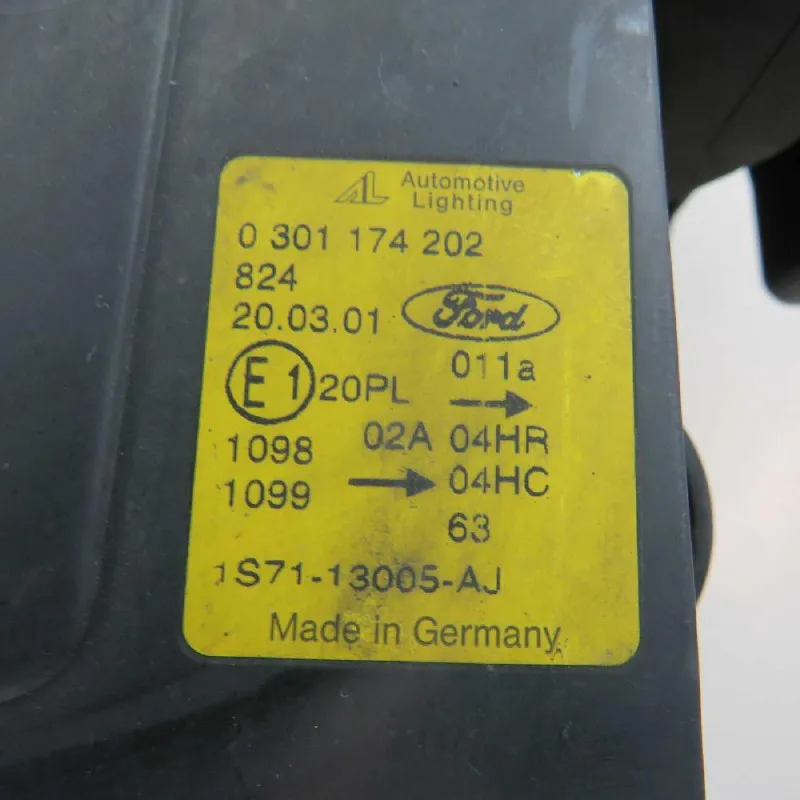 AL Automotive
Lighting
0 301 174 202
824
20.03.01
Ford
011a
E1 20PL
→
02A 04HR
1098
→ 04HC
1099
63
1S71-13005-AJ
Made in Germany